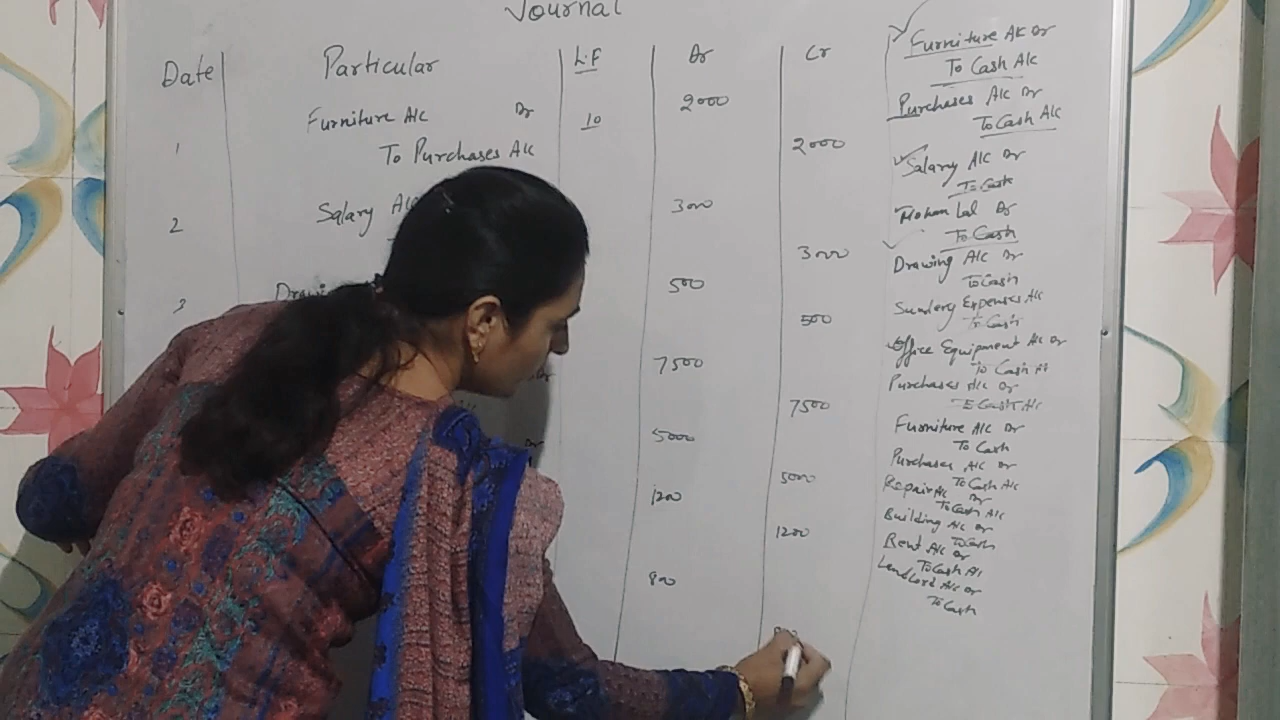 Journal
Date Particular L.F Dr Cr
Furniture A/c Dr 10 2000
1 To Purchases A/c 2000
2 Salary A/c 3000
3000
3 500
500
7500
7500
Dr 5000
5000
1200
1200
800
Furniture A/c Dr
To Cash A/c
Purchases A/c Dr
To Cash A/c
Salary A/c Dr
To Cash
Mohan Lal Dr
To Cash
Drawing A/c Dr
To Cash
Sundery Expenses A/c
To Cash
Office Equipment A/c Dr
To Cash A/c
Purchases A/c Dr
To Cash A/c
Furniture A/c Dr
To Cash
Purchases A/c Dr
To Cash A/c
Repair A/c Dr
To Cash A/c
Building A/c Dr
To Cash
Rent A/c Dr
To Cash A/c
Landlord A/c Dr
To Cash